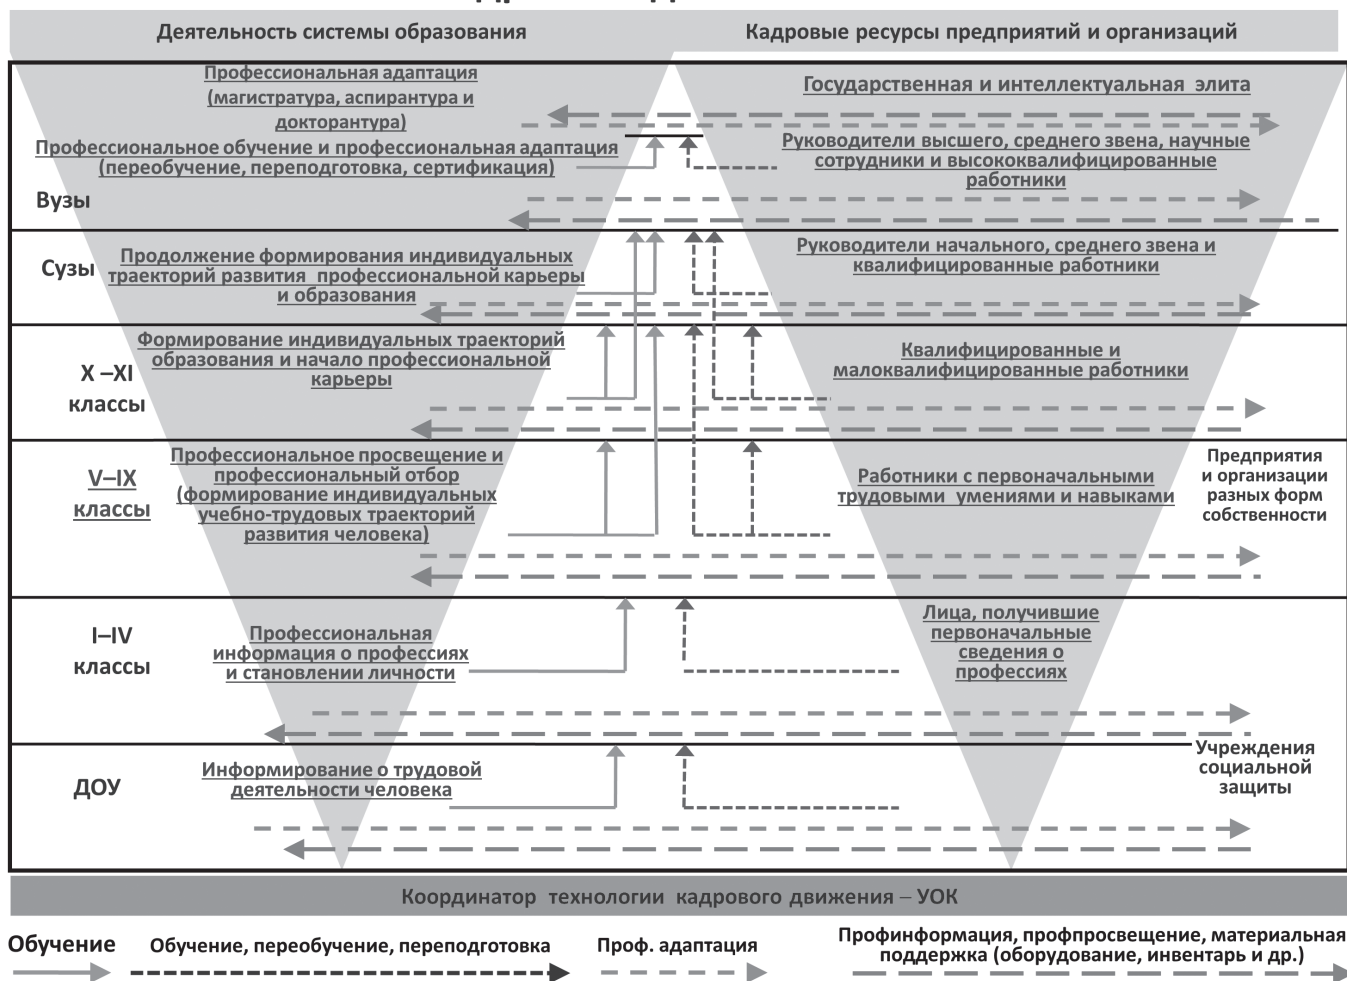 Деятельность системы образования
Кадровые ресурсы предприятий и организаций
Профессиональная адаптация
(магистратура, аспирантура и
докторантура)
Государственная и интеллектуальная элита
Профессиональное обучение и профессиональная адаптация
(переобучение, переподготовка, сертификация)
Руководители высшего, среднего звена, научные
сотрудники и высококвалифицированные
работники
Вузы
Сузы
Продолжение формирования индивидуальных
траекторий развития профессиональной карьеры
и образования
Руководители начального, среднего звена и
квалифицированные работники
X –XI
классы
Формирование индивидуальных траекторий
образования и начало профессиональной
карьеры
Квалифицированные и
малоквалифицированные работники
V–IX
классы
Профессиональное просвещение и
профессиональный отбор
(формирование индивидуальных
учебно-трудовых траекторий
развития человека)
Работники с первоначальными
трудовыми умениями и навыками
Предприятия
и организации
разных форм
собственности
I–IV
классы
Профессиональная
информация о профессиях
и становлении личности
Лица, получившие
первоначальные
сведения о
профессиях
ДОУ
Информирование о трудовой
деятельности человека
Учреждения
социальной
защиты
Координатор технологии кадрового движения – УОК
Обучение
Обучение, переобучение, переподготовка
Проф. адаптация
Профинформация, профпросвещение, материальная
поддержка (оборудование, инвентарь и др.)